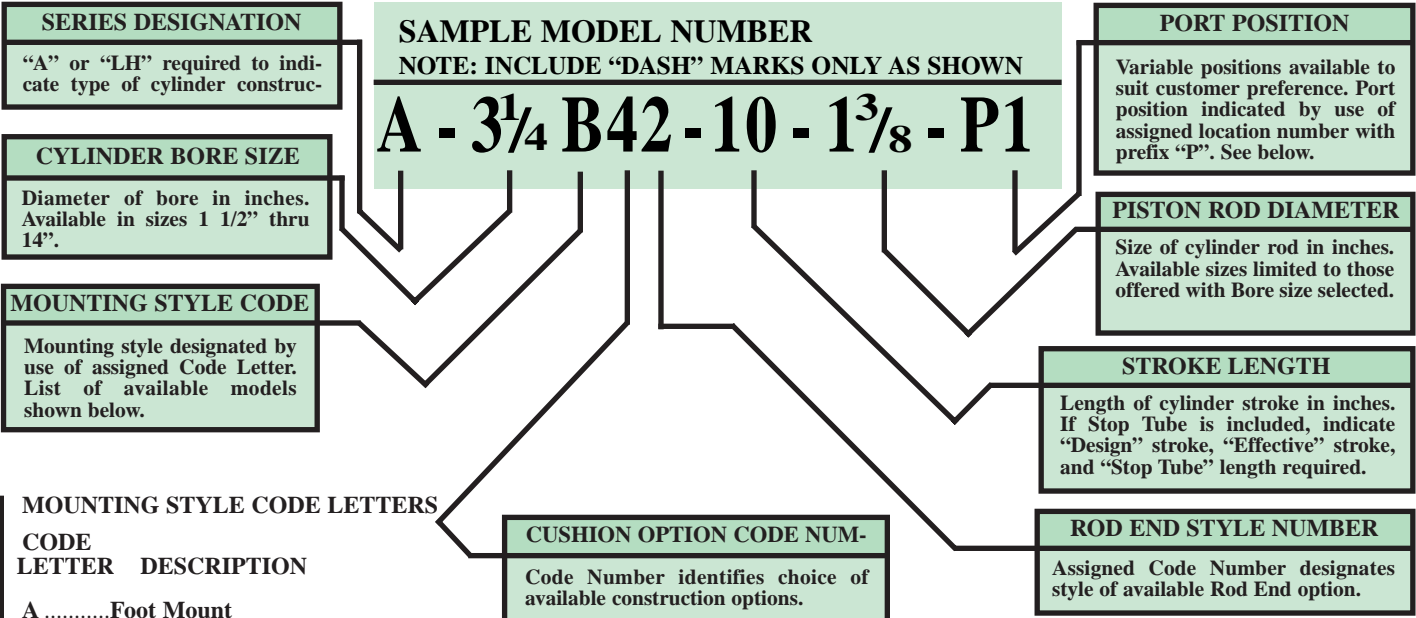 SERIES DESIGNATION
“A” or “LH” required to indi-
cate type of cylinder construc-
CYLINDER BORE SIZE
Diameter of bore in inches.
Available in sizes 1 1/2” thru
14”.
MOUNTING STYLE CODE
Mounting style designated by
use of assigned Code Letter.
List of available models
shown below.
SAMPLE MODEL NUMBER
NOTE: INCLUDE “DASH” MARKS ONLY AS SHOWN
A - 3¼ B42 - 10 - 1⅜ - P1
PORT POSITION
Variable positions available to
suit customer preference. Port
position indicated by use of
assigned location number with
prefix “P”. See below.
PISTON ROD DIAMETER
Size of cylinder rod in inches.
Available sizes limited to those
offered with Bore size selected.
STROKE LENGTH
Length of cylinder stroke in inches.
If Stop Tube is included, indicate
“Design” stroke, “Effective” stroke,
and “Stop Tube” length required.
ROD END STYLE NUMBER
Assigned Code Number designates
style of available Rod End option.
CUSHION OPTION CODE NUM-
Code Number identifies choice of
available construction options.
MOUNTING STYLE CODE LETTERS
CODE
LETTER DESCRIPTION
A ..........Foot Mount